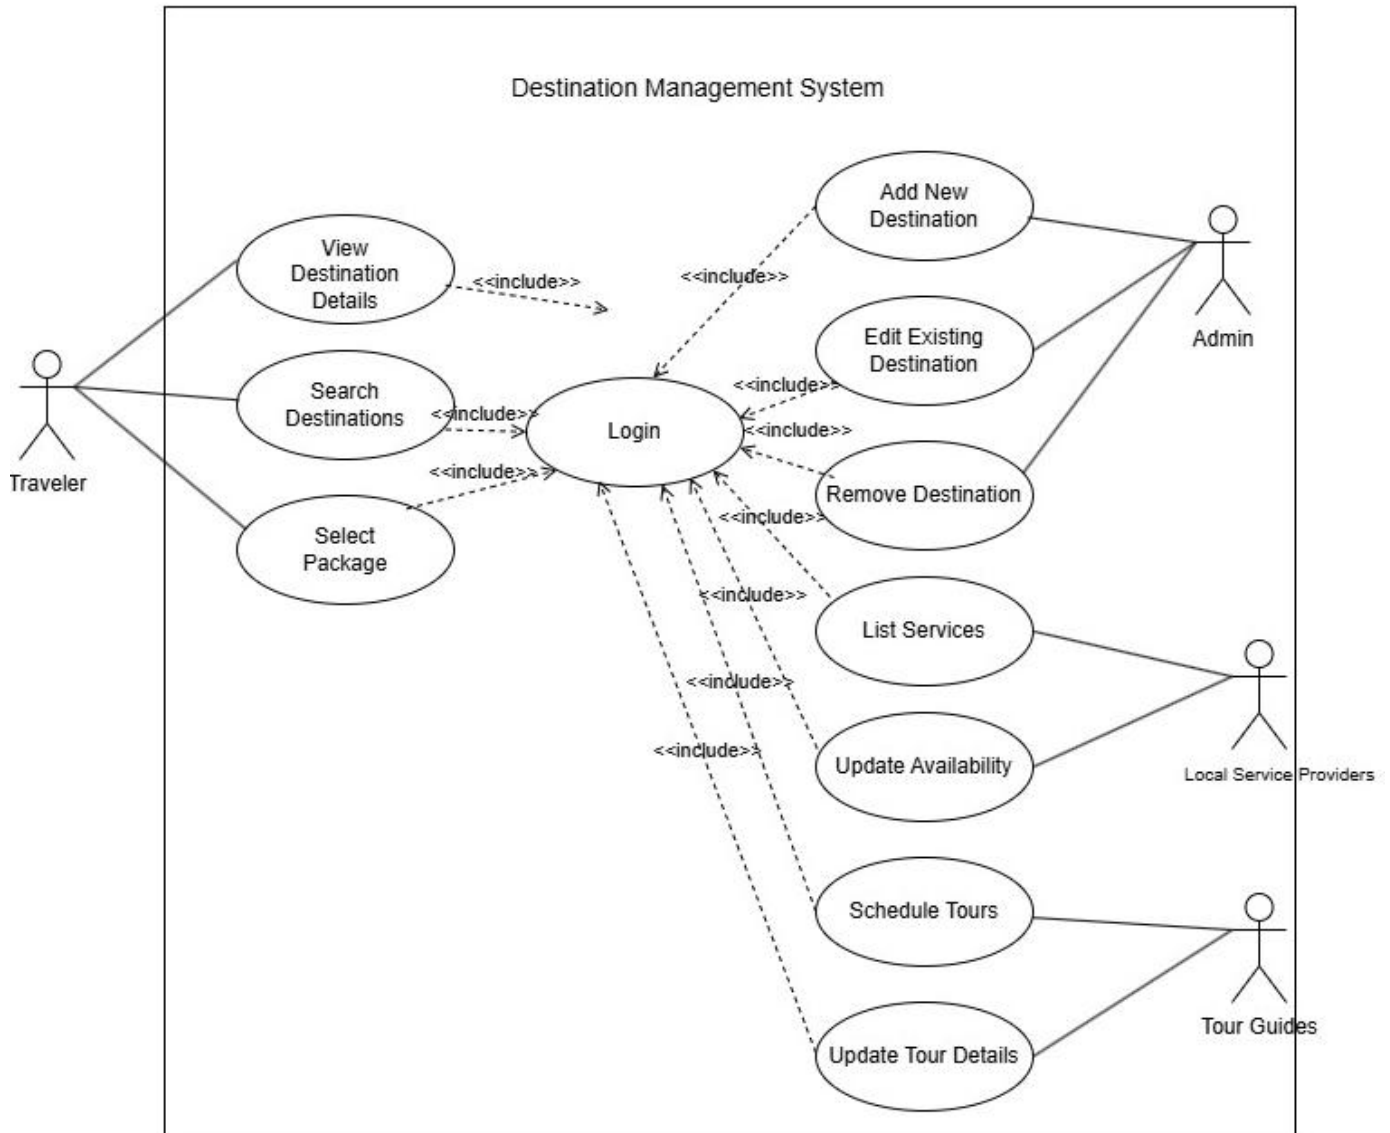 Destination Management System
Add New
Destination
View
Destination
Details
<<include>>
<<include>>
Edit Existing
Destination
Admin
Search
Destinations
<<include>>
<<include>>
Login
<<include>>
Traveler
<<include>>
Remove Destination
Select
Package
<<include>>
<<include>>
List Services
<<include>>
<<include>>
Update Availability
Local Service Providers
Schedule Tours
Tour Guides
Update Tour Details